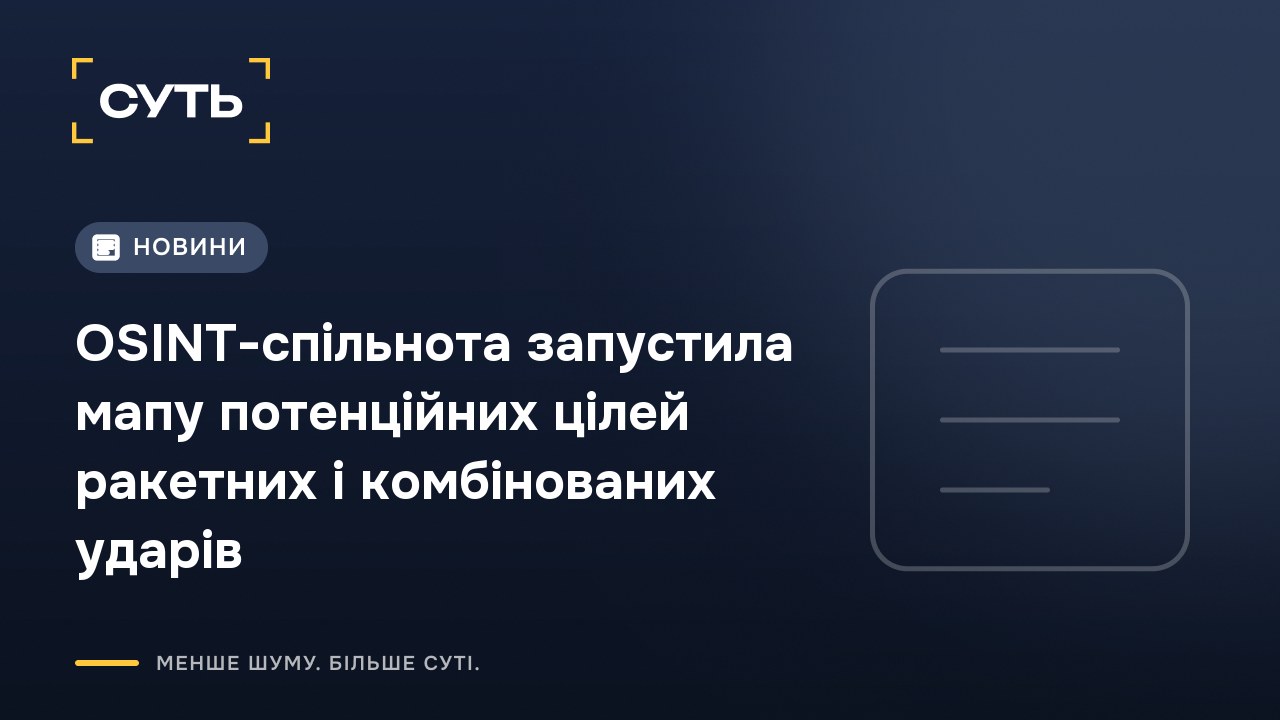 СУТЬ
НОВИНИ
OSINT-спільнота запустила
мапу потенційних цілей
ракетних і комбінованих
ударів
МЕНШЕ ШУМУ. БІЛЬШЕ СУТІ.